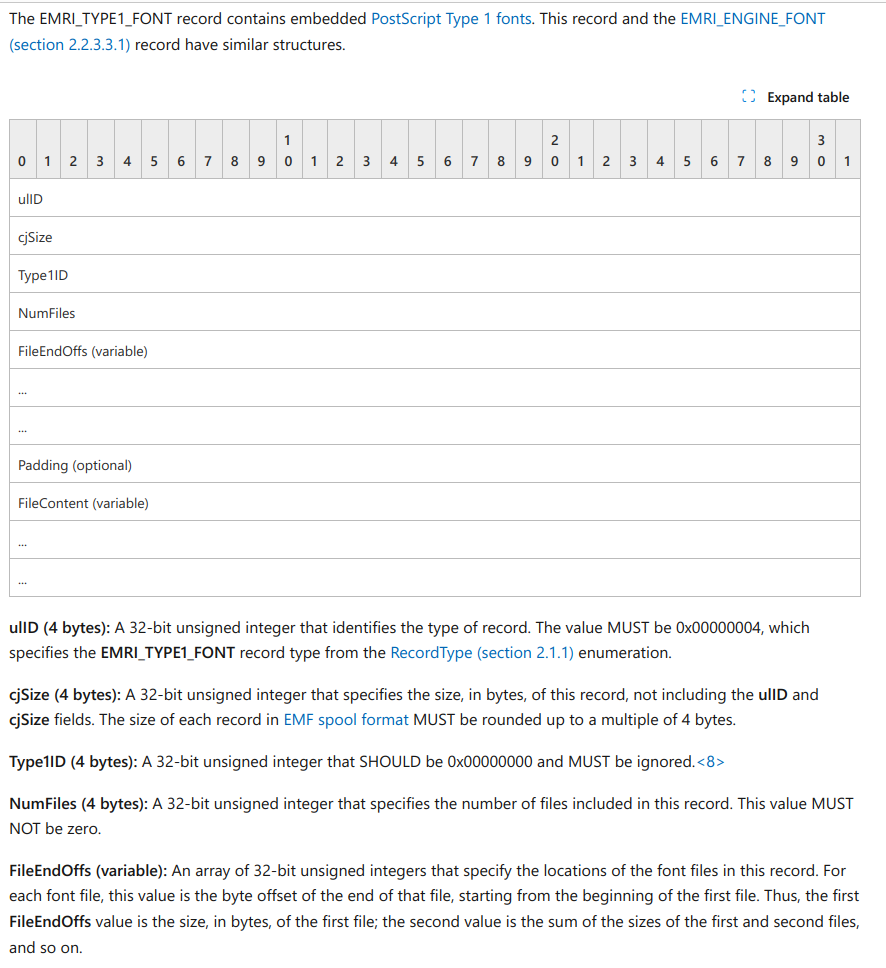 The EMRI_TYPE1_FONT record contains embedded PostScript Type 1 fonts. This record and the EMRI_ENGINE_FONT
(section 2.2.3.3.1) record have similar structures.
Expand table
1 2 3
0 1 2 3 4 5 6 7 8 9 0 1 2 3 4 5 6 7 8 9 0 1 2 3 4 5 6 7 8 9 0 1
ulID
cjSize
Type1ID
NumFiles
FileEndOffs (variable)
...
...
Padding (optional)
FileContent (variable)
...
...
ulID (4 bytes): A 32-bit unsigned integer that identifies the type of record. The value MUST be 0x00000004, which
specifies the EMRI_TYPE1_FONT record type from the RecordType (section 2.1.1) enumeration.
cjSize (4 bytes): A 32-bit unsigned integer that specifies the size, in bytes, of this record, not including the ulID and
cjSize fields. The size of each record in EMF spool format MUST be rounded up to a multiple of 4 bytes.
Type1ID (4 bytes): A 32-bit unsigned integer that SHOULD be 0x00000000 and MUST be ignored.<8>
NumFiles (4 bytes): A 32-bit unsigned integer that specifies the number of files included in this record. This value MUST
NOT be zero.
FileEndOffs (variable): An array of 32-bit unsigned integers that specify the locations of the font files in this record. For
each font file, this value is the byte offset of the end of that file, starting from the beginning of the first file. Thus, the first
FileEndOffs value is the size, in bytes, of the first file; the second value is the sum of the sizes of the first and second files,
and so on.